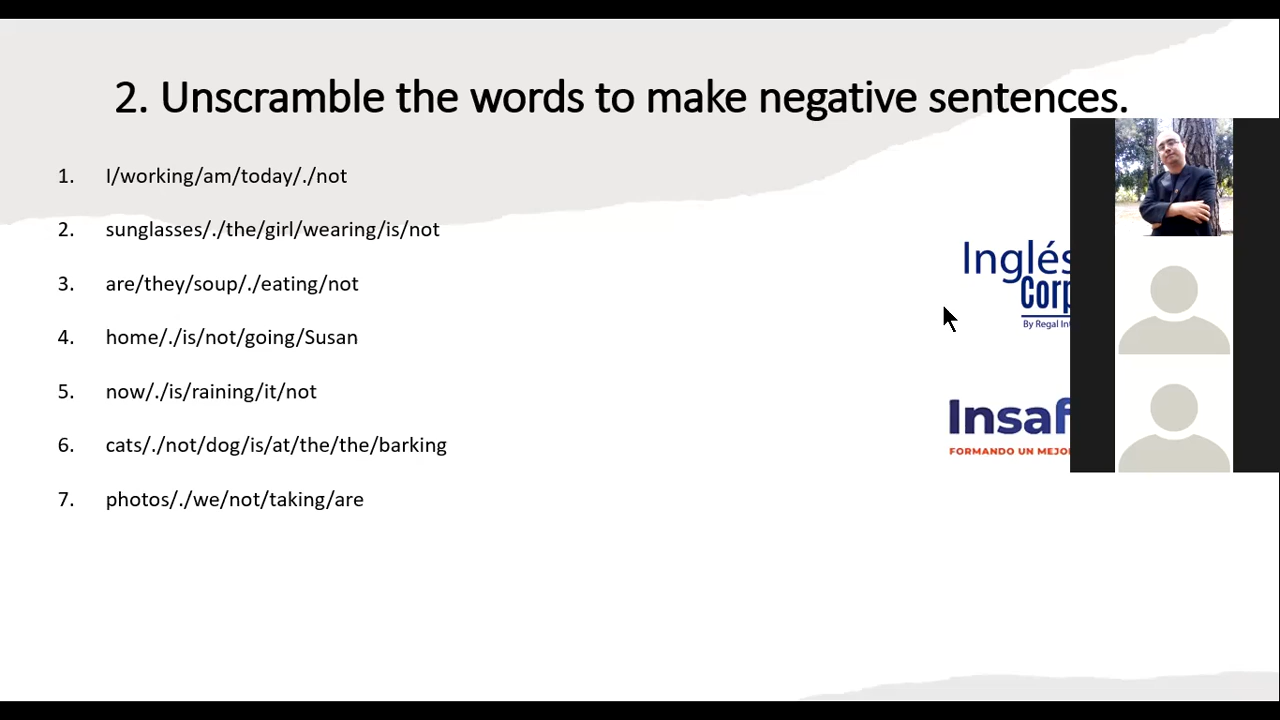 2. Unscramble the words to make negative sentences.
1. I/working/am/today/./not
2. sunglasses/./the/girl/wearing/is/not
3. are/they/soup/./eating/not
4. home/./is/not/going/Susan
5. now/./is/raining/it/not
6. cats/./not/dog/is/at/the/the/barking
7. photos/./we/not/taking/are
Inglés
Corp
By Regal Int
Insaf
FORMANDO UN MEJO